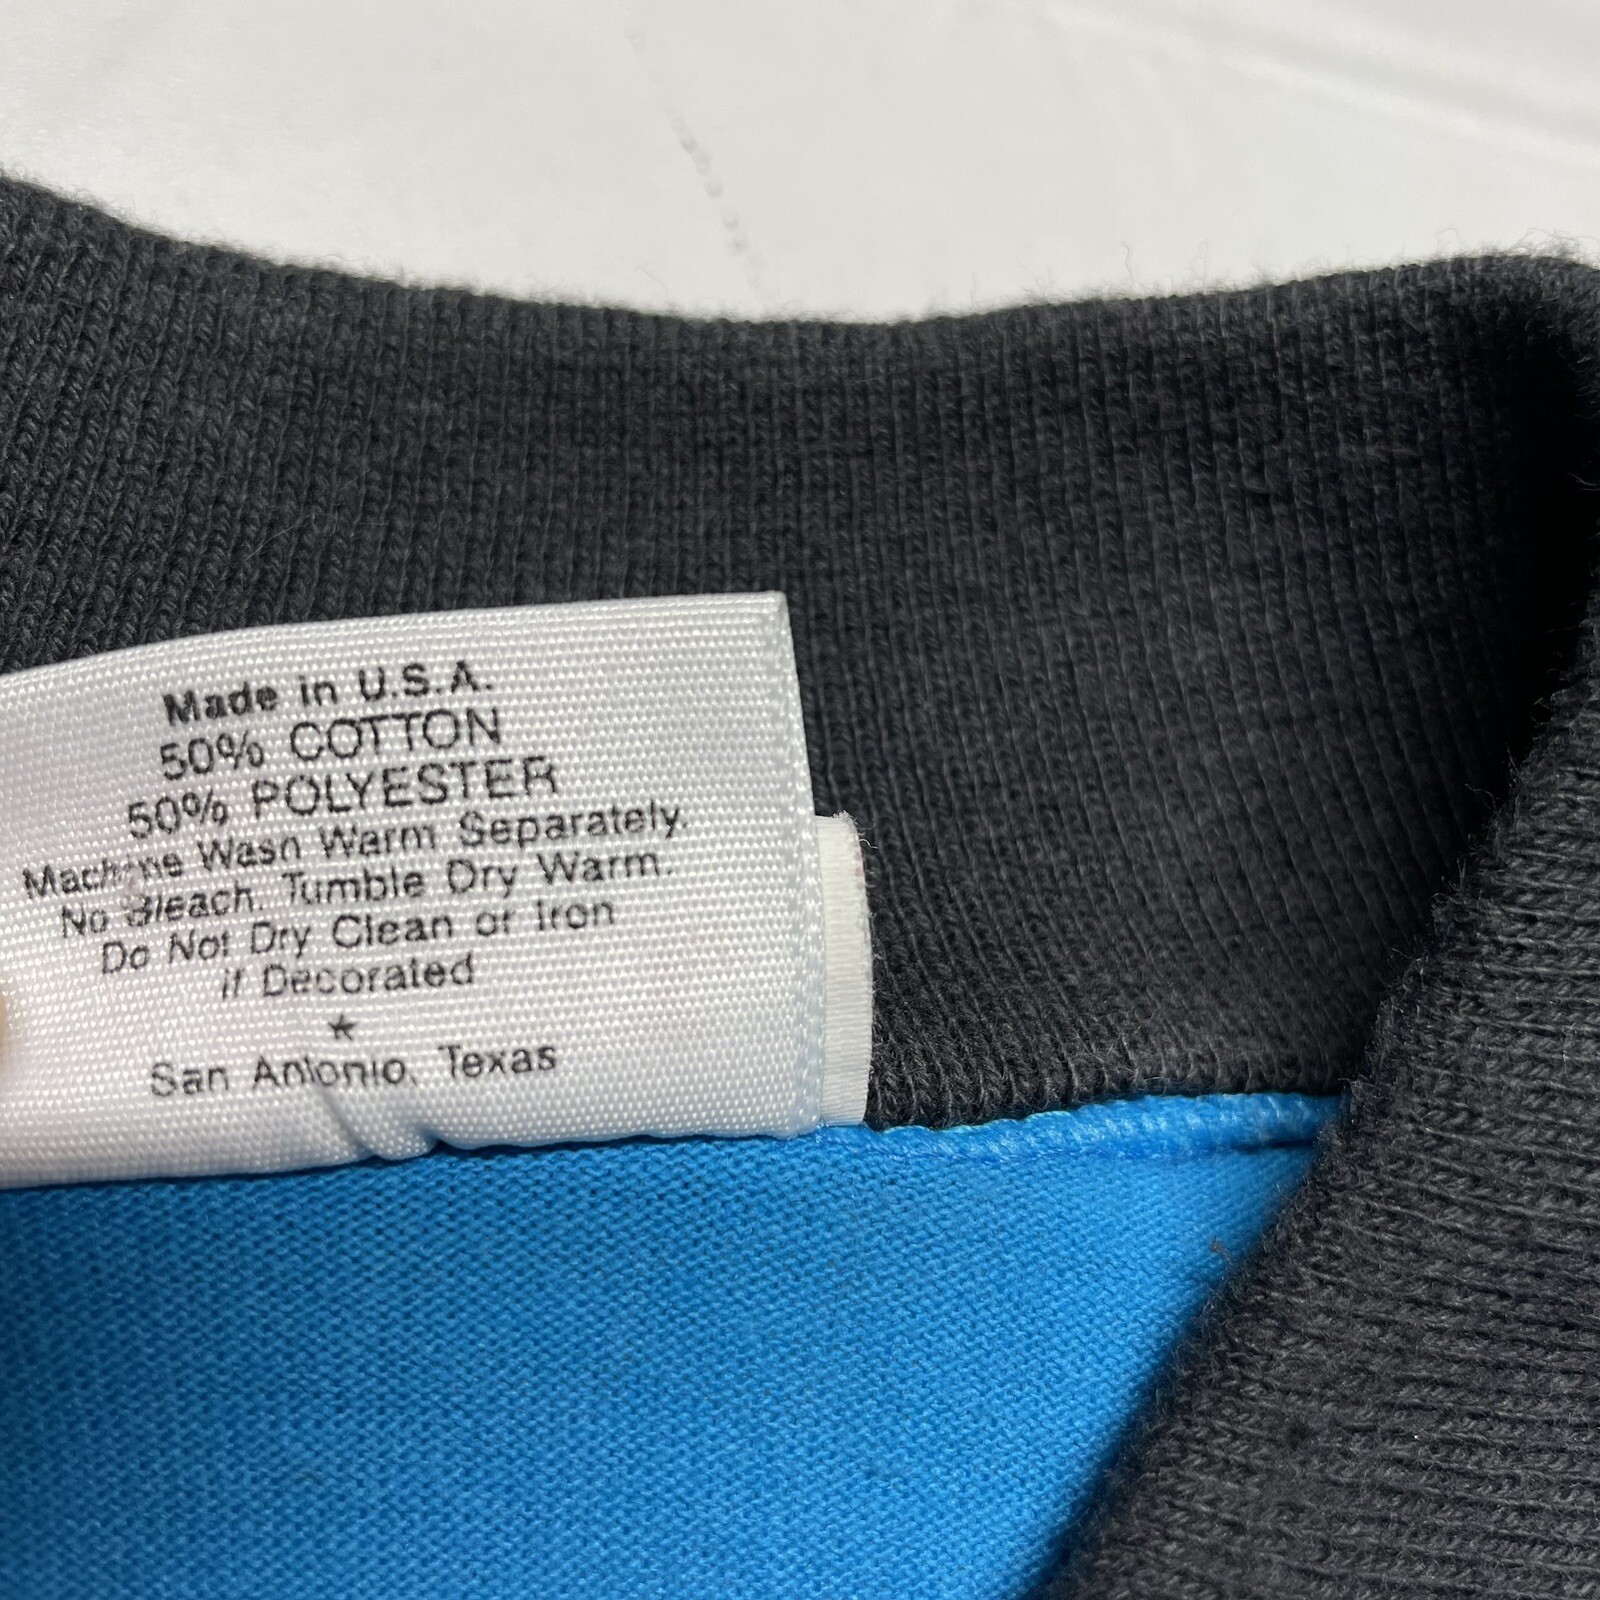 Made in U.S.A.
50% COTTON
50% POLYESTER
Machine Wash Warm Separately.
No Bleach. Tumble Dry Warm.
Do Not Dry Clean or Iron
if Decorated
★
San Antonio, Texas